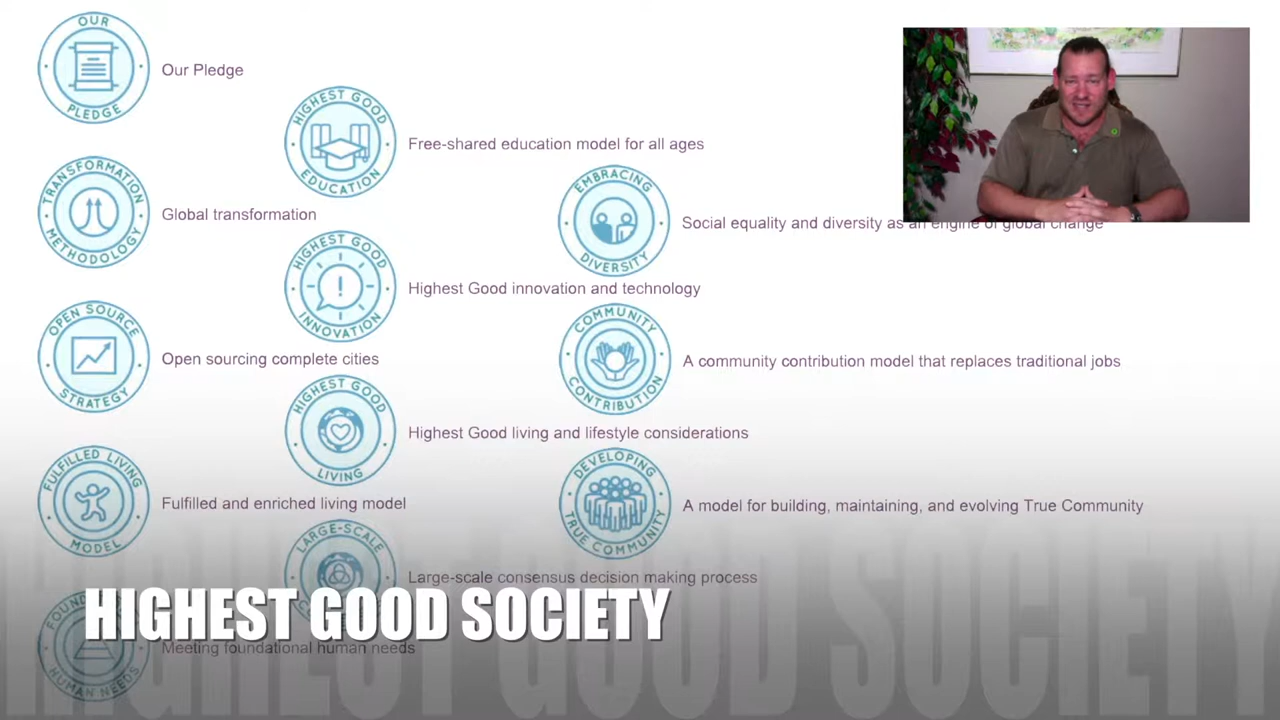 OUR
PLEDGE
Our Pledge
HIGHEST GOOD
EDUCATION
Free-shared education model for all ages
TRANSFORMATION
METHODOLOGY
Global transformation
EMBRACING
DIVERSITY
Social equality and diversity as an engine of global change
HIGHEST GOOD
INNOVATION
Highest Good innovation and technology
OPEN SOURCE
STRATEGY
Open sourcing complete cities
COMMUNITY
CONTRIBUTION
A community contribution model that replaces traditional jobs
HIGHEST GOOD
LIVING
Highest Good living and lifestyle considerations
FULFILLED LIVING
MODEL
Fulfilled and enriched living model
DEVELOPING
TRUE COMMUNITY
A model for building, maintaining, and evolving True Community
LARGE-SCALE
Large-scale consensus decision making process
HIGHEST GOOD SOCIETY
HUMAN NEEDS
Meeting foundational human needs
HIGHEST GOOD SOCIETY